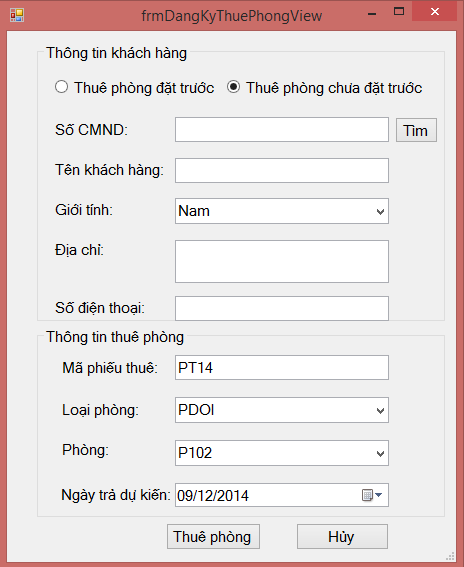 frmDangKyThuePhongView
Thông tin khách hàng
Thuê phòng đặt trước Thuê phòng chưa đặt trước
Số CMND: Tìm
Tên khách hàng:
Giới tính: Nam
Địa chỉ:
Số điện thoại:
Thông tin thuê phòng
Mã phiếu thuê: PT14
Loại phòng: PDOI
Phòng: P102
Ngày trả dự kiến: 09/12/2014
Thuê phòng Hủy